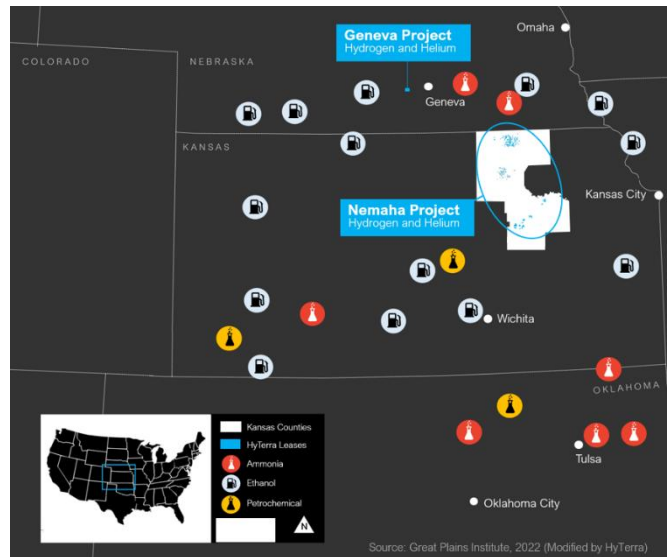 Omaha
Geneva Project
Hydrogen and Helium
COLORADO
NEBRASKA
Geneva
KANSAS
Kansas City
Nemaha Project
Hydrogen and Helium
Wichita
OKLAHOMA
Kansas Counties
HyTerra Leases
Ammonia
Ethanol
Petrochemical
N
Tulsa
Oklahoma City
Source: Great Plains Institute, 2022 (Modified by HyTerra)